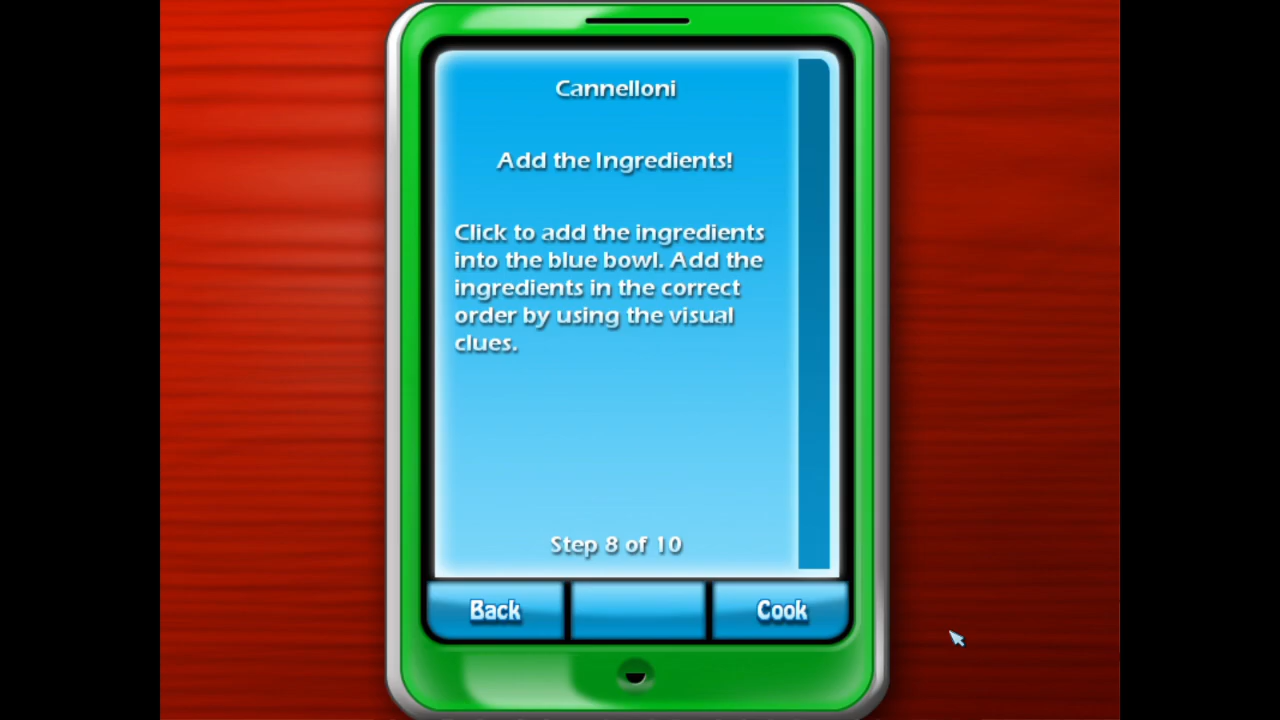 Cannelloni
Add the Ingredients!
Click to add the ingredients
into the blue bowl. Add the
ingredients in the correct
order by using the visual
clues.
Step 8 of 10
Back
Cook